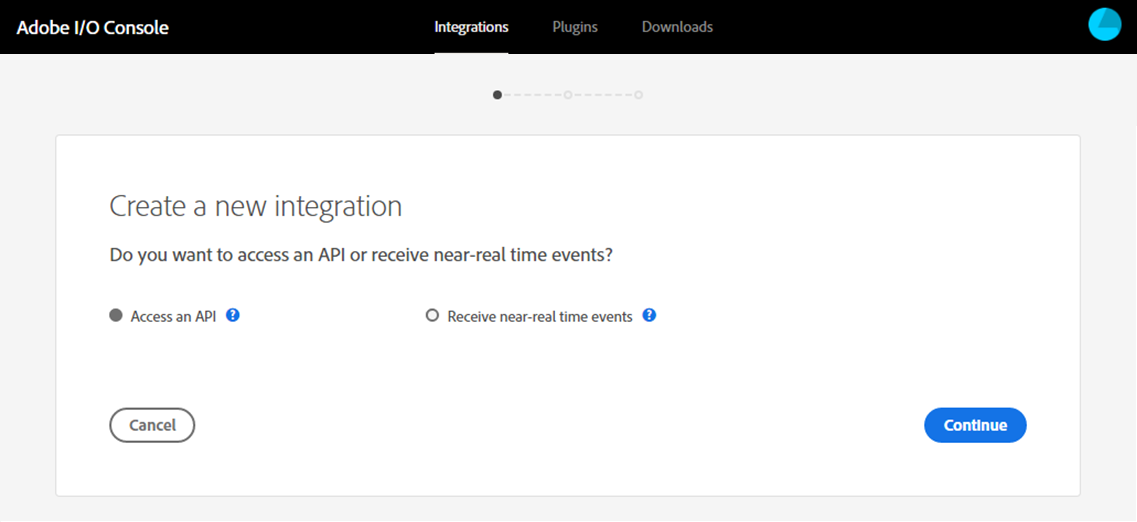 Adobe I/O Console
Integrations
Plugins
Downloads
Create a new integration
Do you want to access an API or receive near-real time events?
Access an API ?
Receive near-real time events ?
Cancel
Continue